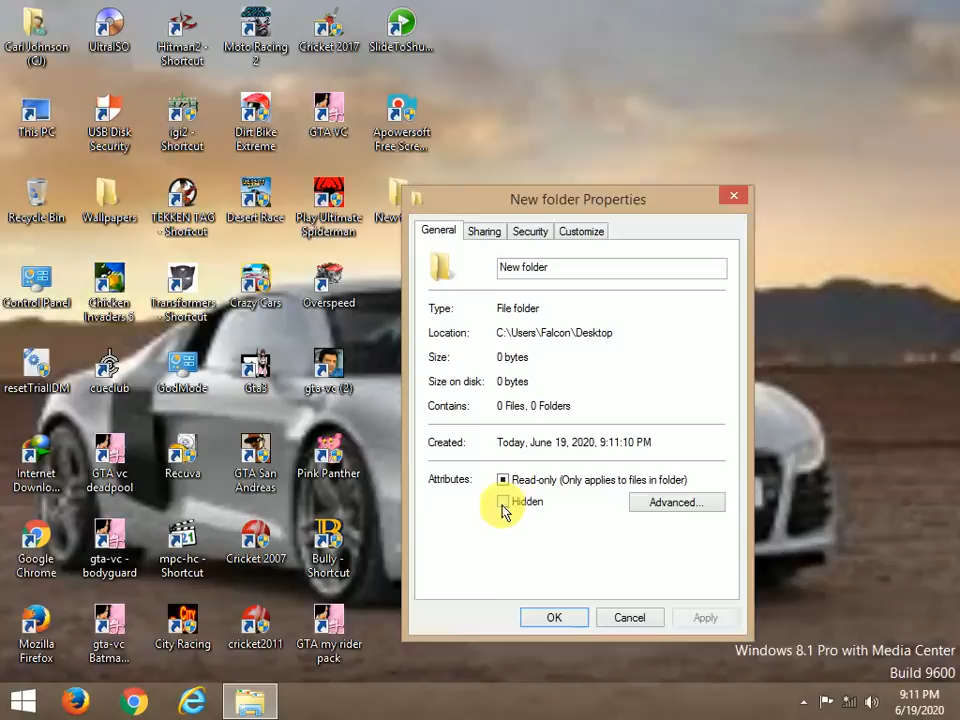 Carl Johnson
(CJ)
UltraISO
Hitman2 -
Shortcut
Moto Racing
2
Cricket 2017
SlideToShu...
This PC
USB Disk
Security
igi2 -
Shortcut
Dirt Bike
Extreme
GTA VC
Apowersoft
Free Scre...
Recycle Bin
Wallpapers
TEKKEN TAG
- Shortcut
Desert Race
Play Ultimate
Spiderman
New
Control Panel
Chicken
Invaders 5
Transformers
- Shortcut
Crazy Cars
Overspeed
resetTrialIDM
cueclub
GodMode
Gta3
gta-vc (2)
Internet
Downlo...
GTA vc
deadpool
Recuva
GTA San
Andreas
Pink Panther
Google
Chrome
gta-vc -
bodyguard
mpc-hc -
Shortcut
Cricket 2007
Bully -
Shortcut
Mozilla
Firefox
gta-vc
Batma...
City Racing
cricket2011
GTA my rider
pack
New folder Properties
General
Sharing
Security
Customize
New folder
Type: File folder
Location: C:\Users\Falcon\Desktop
Size: 0 bytes
Size on disk: 0 bytes
Contains: 0 Files, 0 Folders
Created: Today, June 19, 2020, 9:11:10 PM
Attributes: Read-only (Only applies to files in folder)
Hidden
Advanced...
OK
Cancel
Apply
Windows 8.1 Pro with Media Center
Build 9600
9:11 PM
6/19/2020